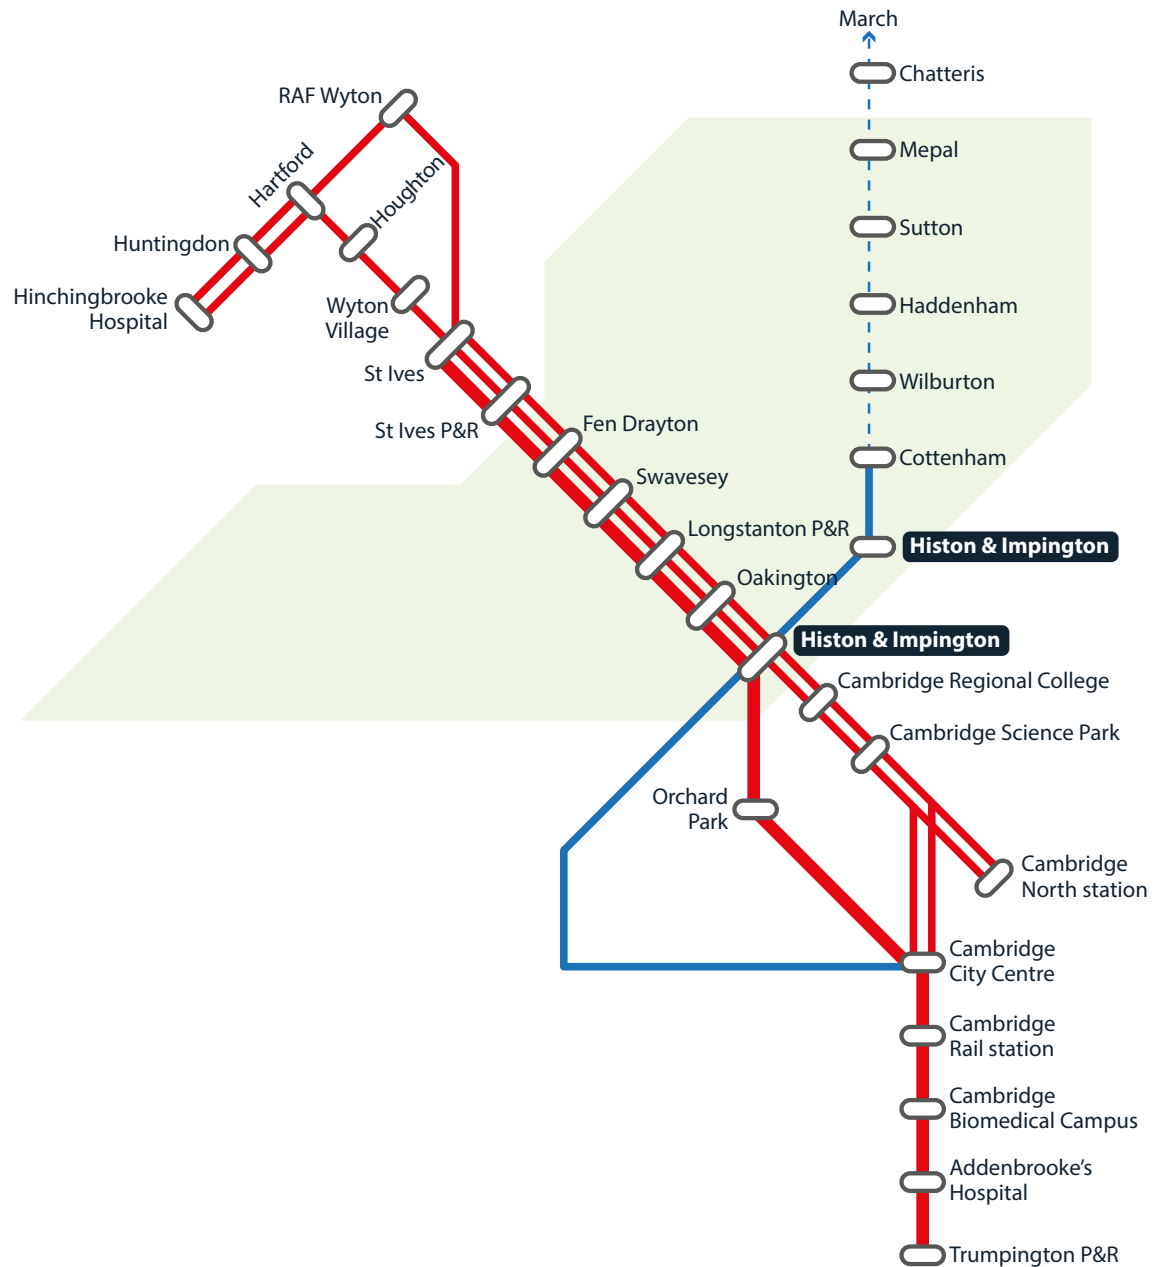 March
Chatteris
RAF Wyton
Mepal
Hartford
Houghton
Sutton
Huntingdon
Hinchingbrooke
Hospital
Haddenham
Wyton
Village
St Ives
Wilburton
St Ives P&R
Fen Drayton
Cottenham
Swavesey
Longstanton P&R
Histon & Impington
Oakington
Histon & Impington
Cambridge Regional College
Cambridge Science Park
Orchard
Park
Cambridge
North station
Cambridge
City Centre
Cambridge
Rail station
Cambridge
Biomedical Campus
Addenbrooke’s
Hospital
Trumpington P&R